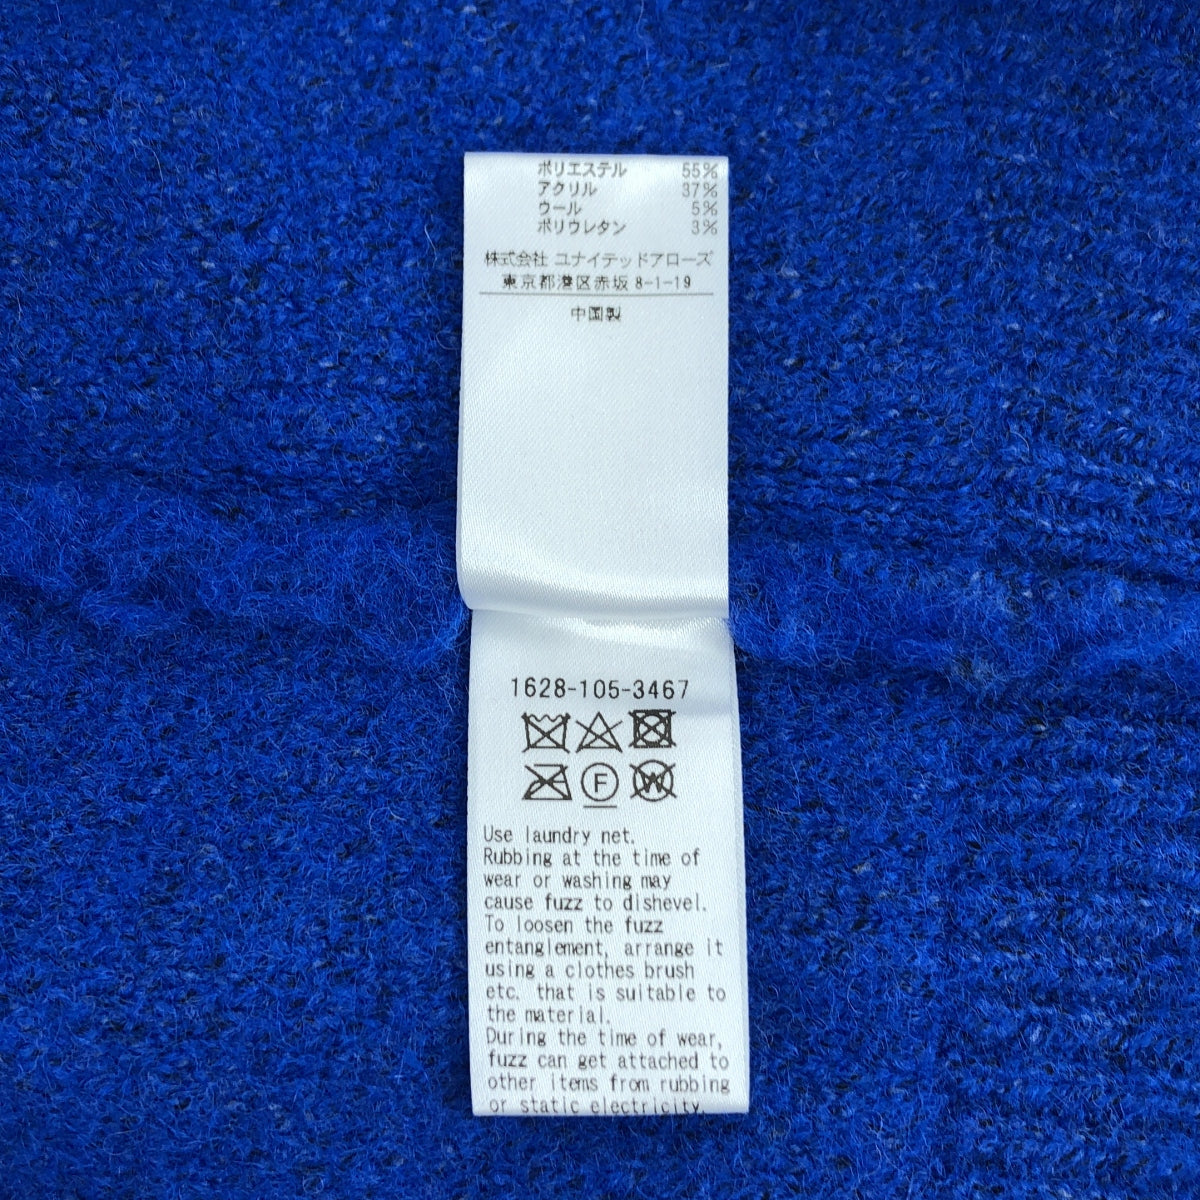 ポリエステル 55%
アクリル 37%
ウール 5%
ポリウレタン 3%
株式会社 ユナイテッドアローズ
東京都港区赤坂 8-1-19
中国製
1628-105-3467
F W
Use laundry net.
Rubbing at the time of
wear or washing may
cause fuzz to dishevel.
To loosen the fuzz
entanglement, arrange it
using a clothes brush
etc. that is suitable to
the material.
During the time of wear,
fuzz can get attached to
other items from rubbing
or static electricity.